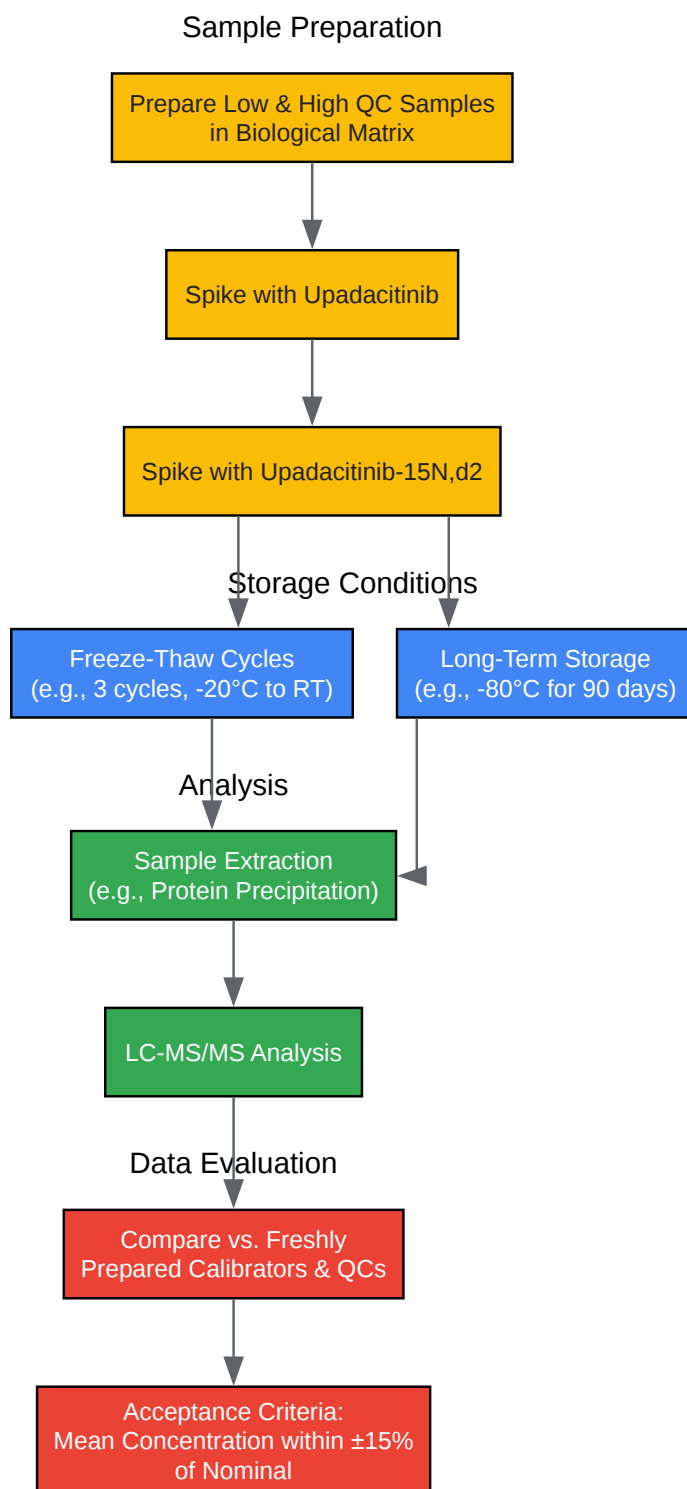 Sample Preparation
Prepare Low & High QC Samples
in Biological Matrix
Spike with Upadacitinib
Spike with Upadacitinib-15N,d2
Storage Conditions
Freeze-Thaw Cycles
(e.g., 3 cycles, -20°C to RT)
Long-Term Storage
(e.g., -80°C for 90 days)
Analysis
Sample Extraction
(e.g., Protein Precipitation)
LC-MS/MS Analysis
Data Evaluation
Compare vs. Freshly
Prepared Calibrators & QCs
Acceptance Criteria:
Mean Concentration within ±15%
of Nominal